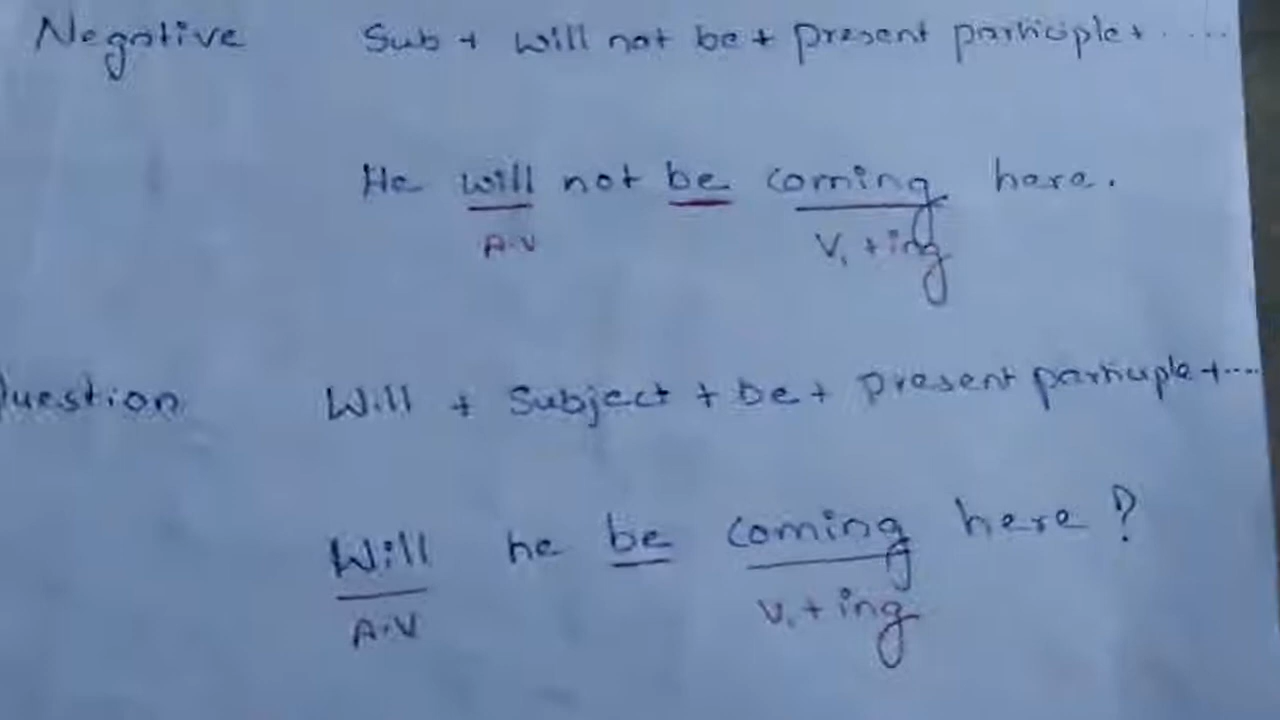 Negative Sub + will not be + present participle + .....
He will not be coming here.
A.V V₁ + ing
Question Will + Subject + be + present participle + ....
Will he be coming here ?
A.V V₁ + ing